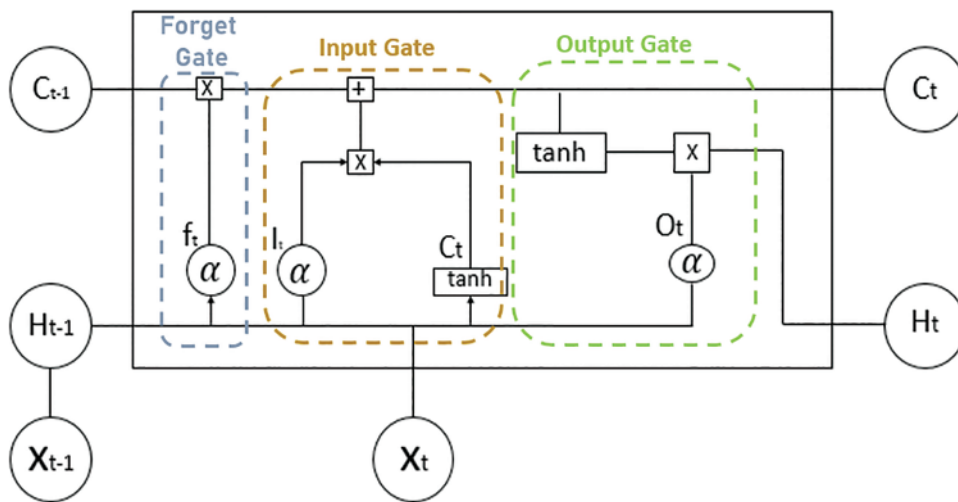 Forget
Gate
Input Gate
Output Gate
Cₜ₋₁
X
+
Cₜ
tanh
X
X
fₜ
Iₜ
Cₜ
Oₜ
α
α
tanh
α
Hₜ₋₁
Hₜ
Xₜ₋₁
Xₜ